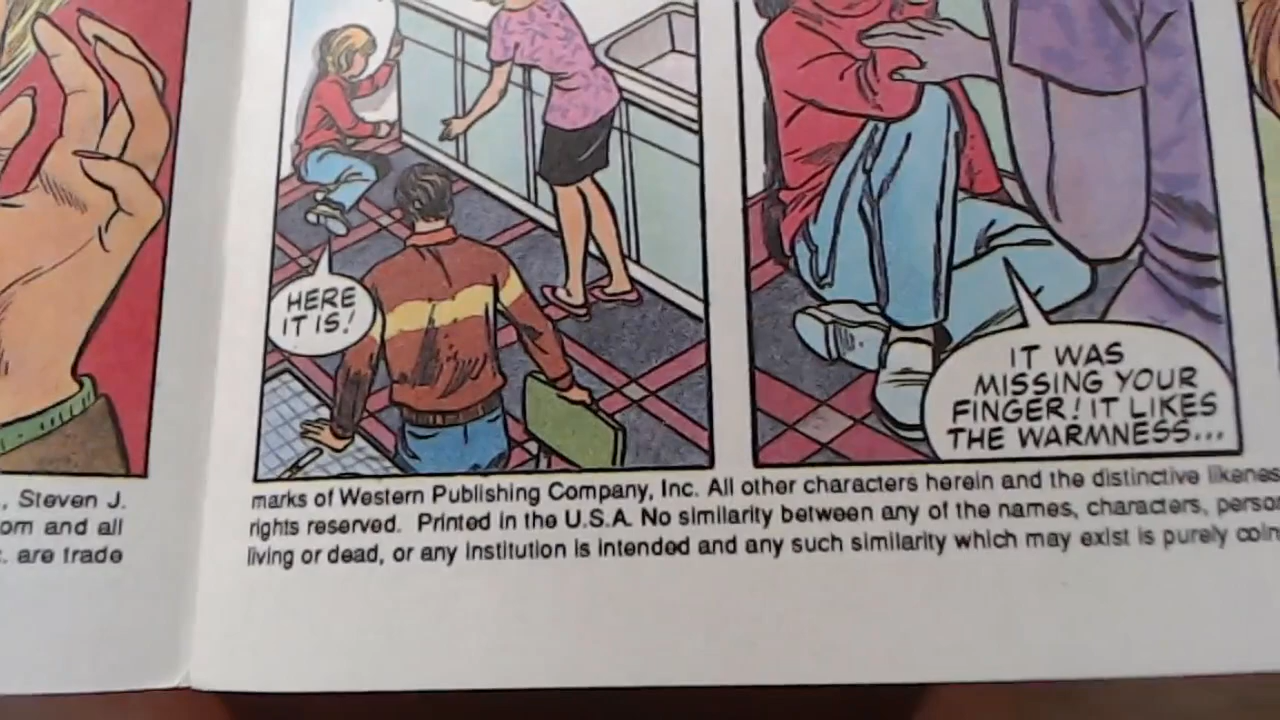 HERE
IT IS!
IT WAS
MISSING YOUR
FINGER! IT LIKES
THE WARMNESS...
, Steven J.
om and all
. are trade
marks of Western Publishing Company, Inc. All other characters herein and the distinctive likenes
rights reserved. Printed in the U.S.A. No similarity between any of the names, characters, perso
living or dead, or any institution is intended and any such similarity which may exist is purely coin